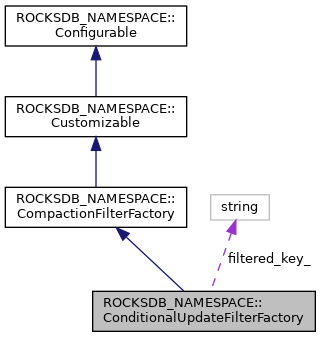 ROCKSDB_NAMESPACE::
Configurable
ROCKSDB_NAMESPACE::
Customizable
ROCKSDB_NAMESPACE::
CompactionFilterFactory
string
filtered_key_
ROCKSDB_NAMESPACE::
ConditionalUpdateFilterFactory